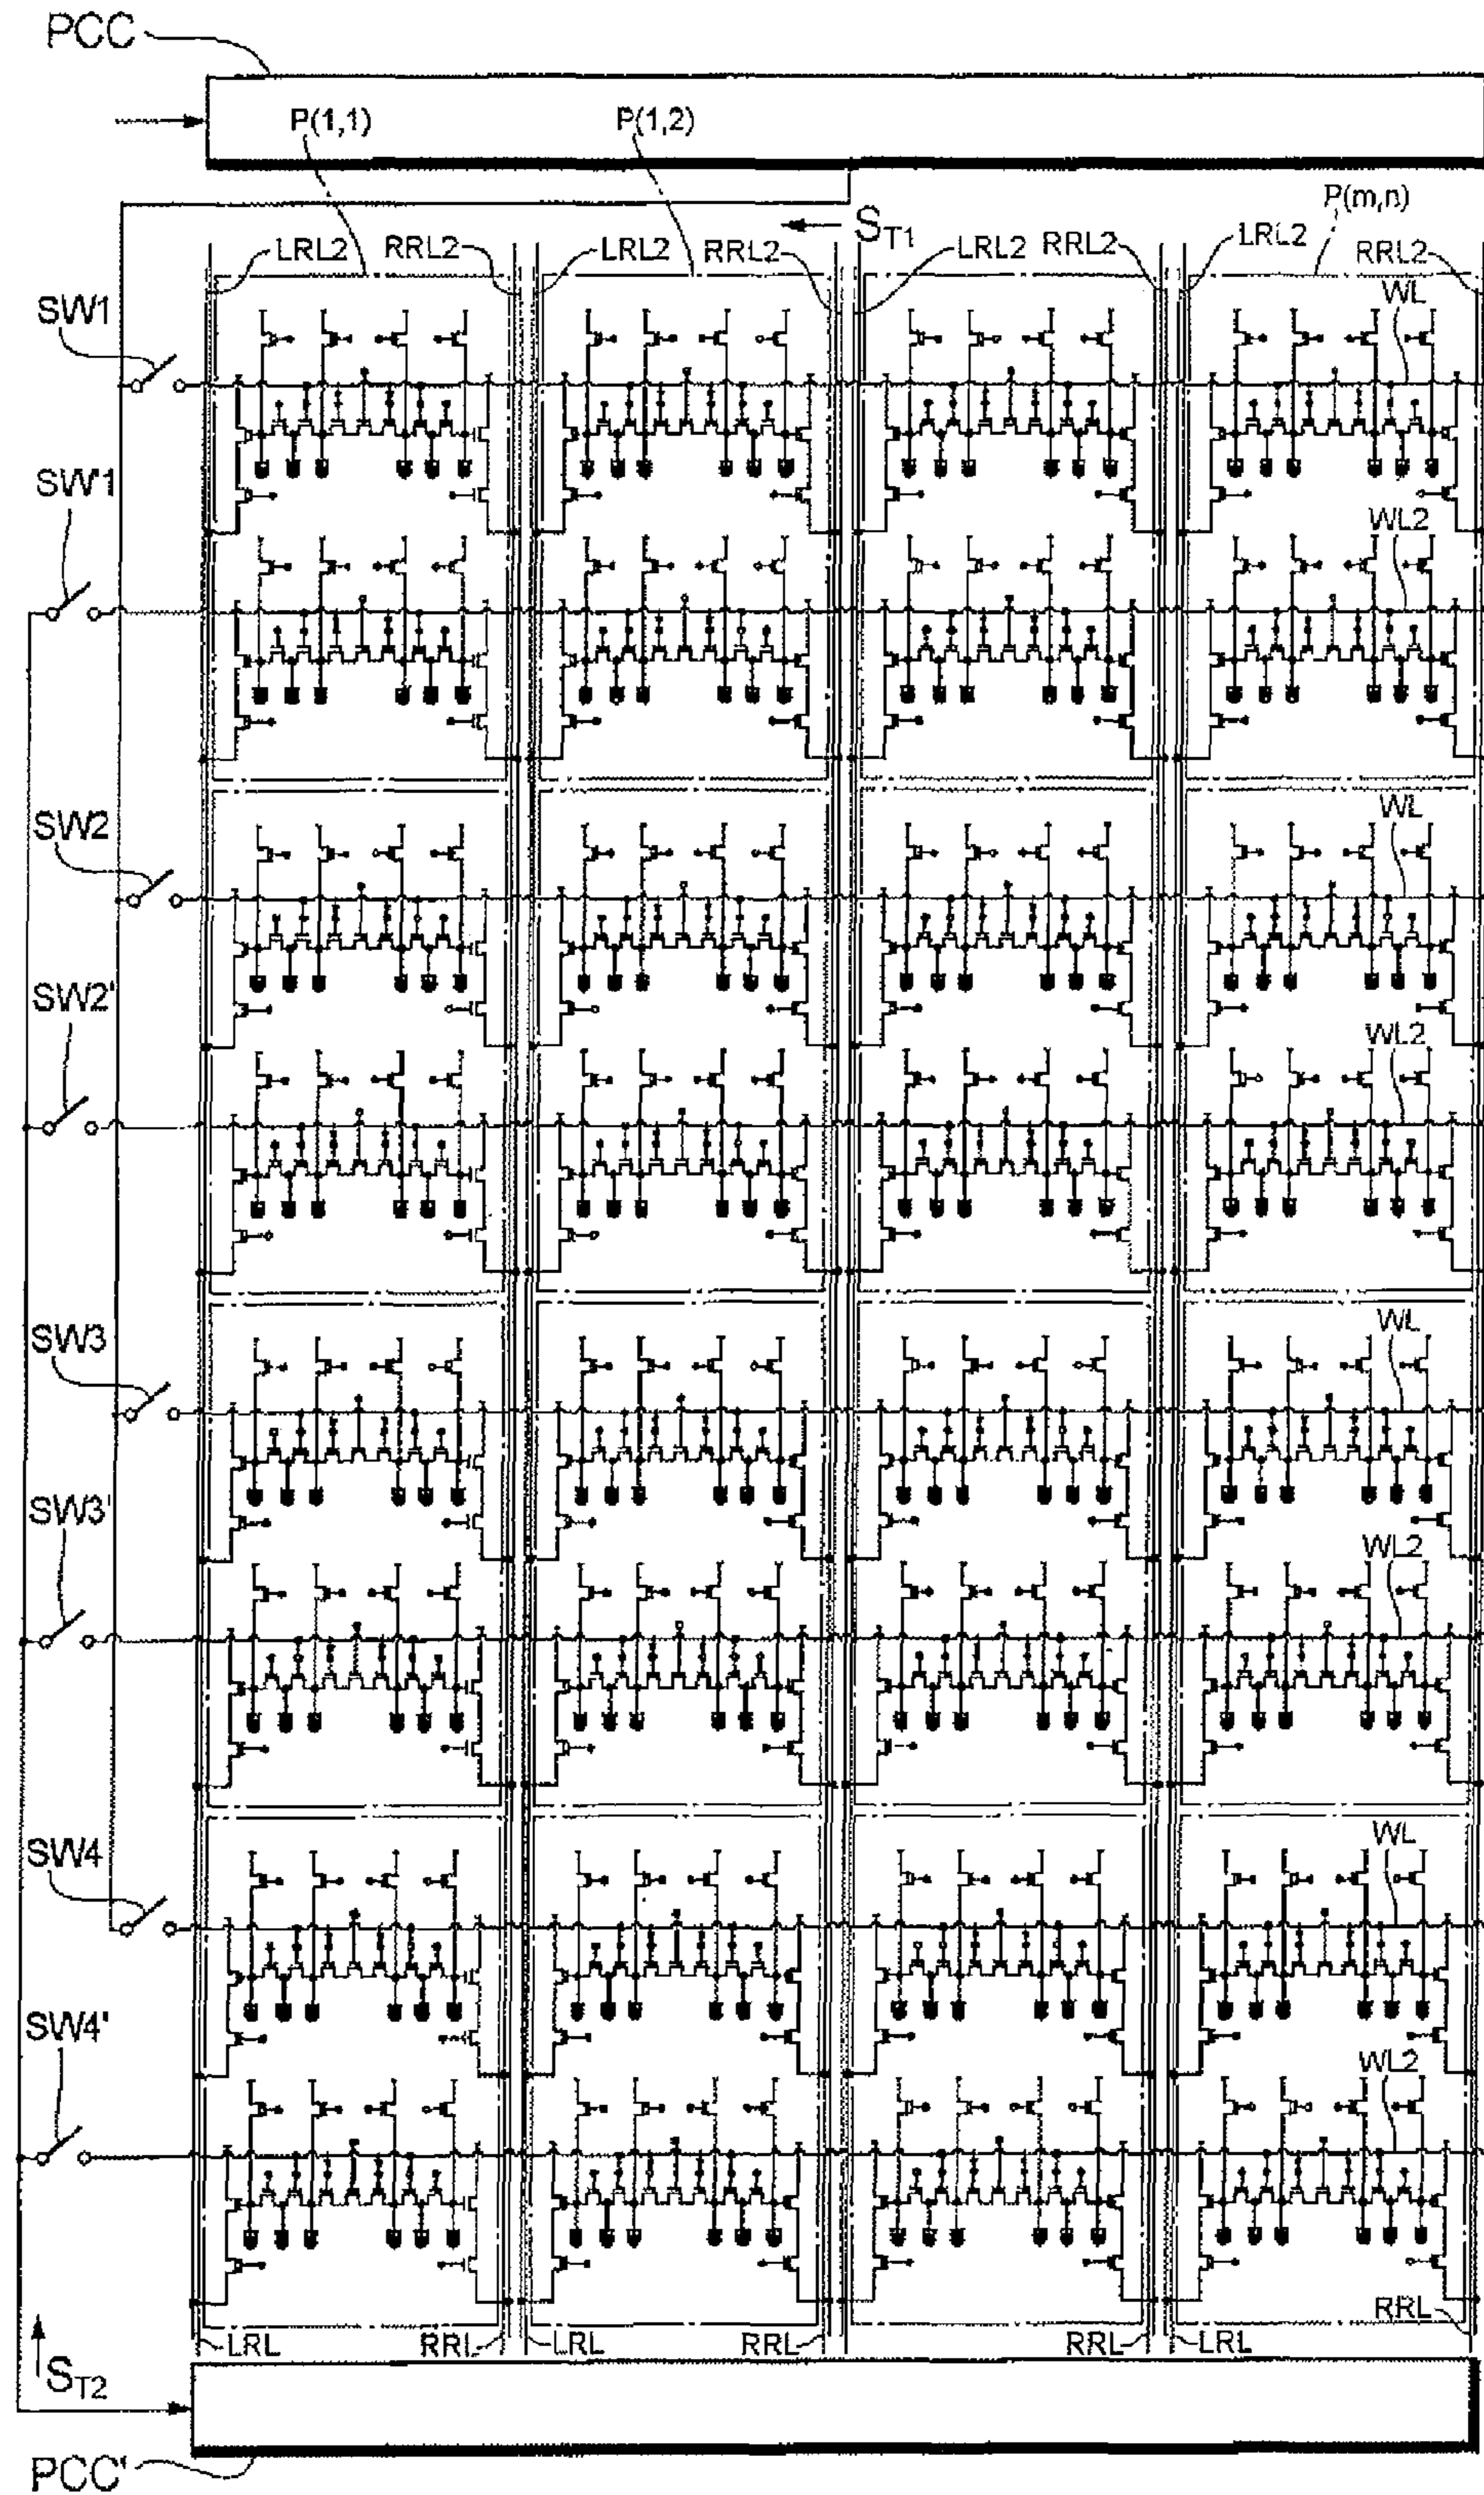 PCC
P(1,1) P(1,2)
P(m,n)
S_T1
LRL2 RRL2 LRL2 RRL2 LRL2 RRL2 LRL2 RRL2
SW1 WL
SW'1 WL2
SW2 WL
SW2' WL2
SW3 WL
SW3' WL2
SW4 WL
SW4' WL2
RRL
LRL RRL LRL RRL RRL LRL
S_T2
PCC'